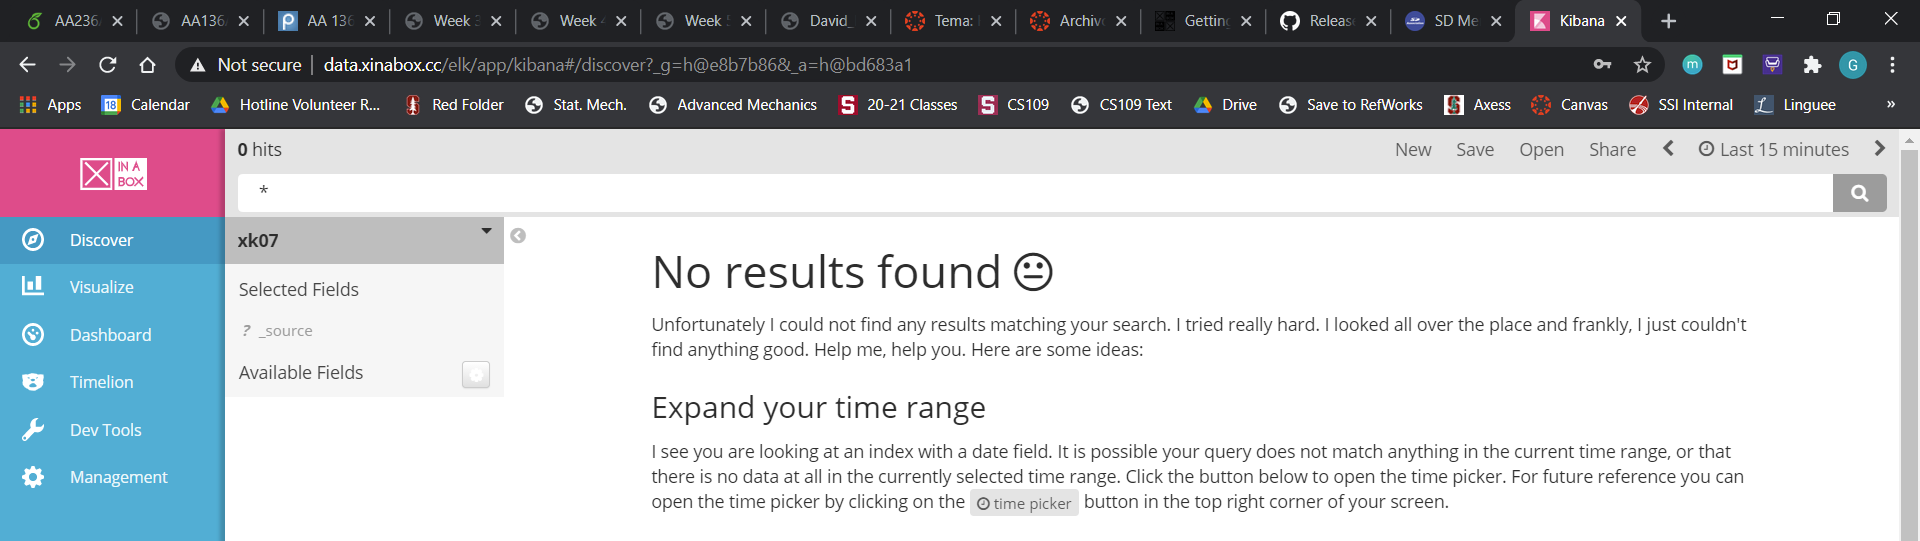 AA236
AA136
AA 136
Week 3
Week
Week
David_
Tema:
Archiv
Getting
Release
SD Me
Kibana
Not secure | data.xinabox.cc/elk/app/kibana#/discover?_g=h@e8b7b86&_a=h@bd683a1
m
G
Apps
18 Calendar
Hotline Volunteer R...
Red Folder
Stat. Mech.
Advanced Mechanics
S 20-21 Classes
S CS109
CS109 Text
Drive
Save to RefWorks
Axess
Canvas
SSI Internal
L Linguee
»
IN A
BOX
0 hits
New Save Open Share Last 15 minutes
*
Discover
Visualize
Dashboard
Timelion
Dev Tools
Management
xk07
Selected Fields
? _source
Available Fields
No results found
Unfortunately I could not find any results matching your search. I tried really hard. I looked all over the place and frankly, I just couldn't
find anything good. Help me, help you. Here are some ideas:
Expand your time range
I see you are looking at an index with a date field. It is possible your query does not match anything in the current time range, or that
there is no data at all in the currently selected time range. Click the button below to open the time picker. For future reference you can
open the time picker by clicking on the time picker button in the top right corner of your screen.